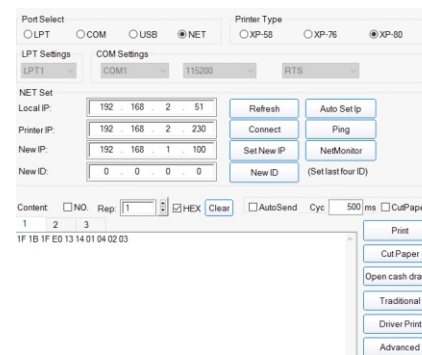 Port Select
LPT COM USB NET
Printer Type
XP-58 XP-76 XP-80
LPT Settings
LPT1
COM Settings
COM1 115200 RTS
NET Set
Local IP: 192 . 168 . 2 . 51 Refresh Auto Set Ip
Printer IP: 192 . 168 . 2 . 230 Connect Ping
New IP: 192 . 168 . 1 . 100 Set New IP NetMonitor
New ID: 0 . 0 . 0 . 0 New ID (Set last four ID)
Content: NO. Rep: 1 HEX Clear AutoSend Cyc 500 ms CutPape
1 2 3
1F 1B 1F E0 13 14 01 04 02 03
Print
Cut Paper
Open cash dra
Traditional
Driver Print
Advanced